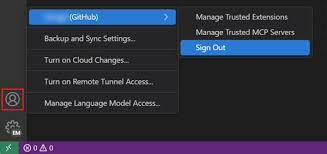 (GitHub)
Manage Trusted Extensions
Manage Trusted MCP Servers
Sign Out
Backup and Sync Settings...
Turn on Cloud Changes...
Turn on Remote Tunnel Access...
Manage Language Model Access...
EM
0 0